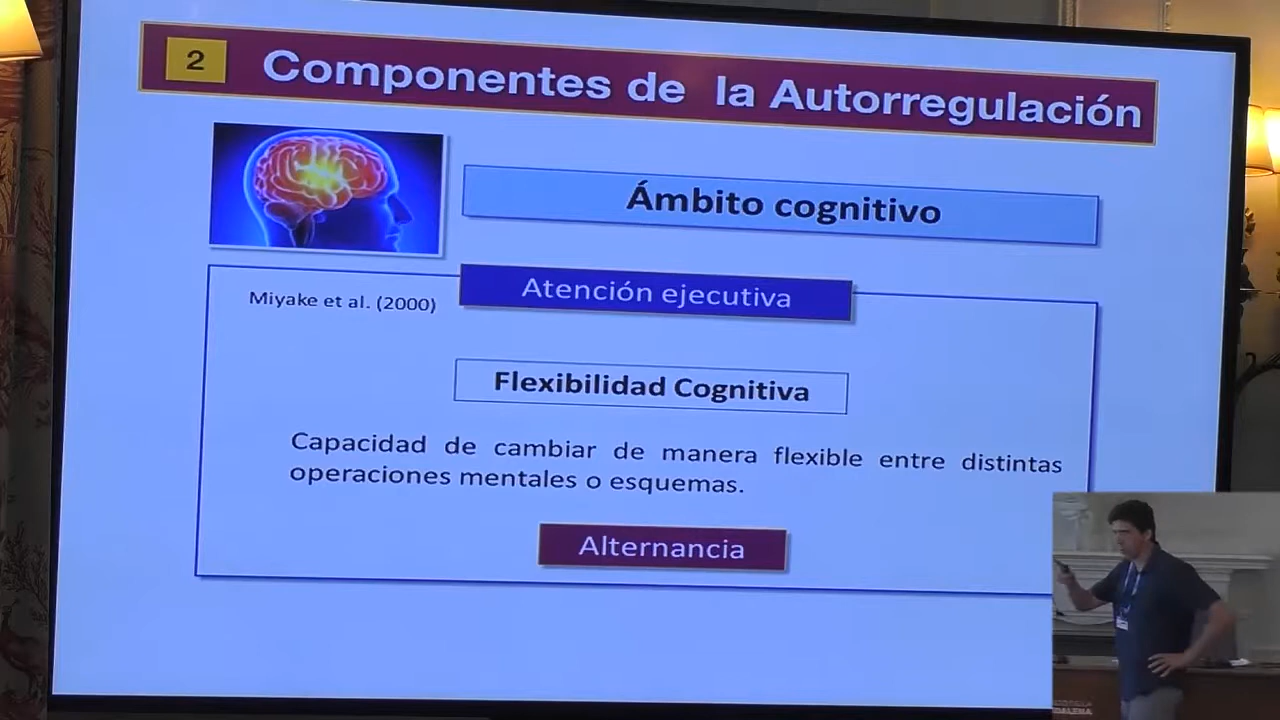 2
Componentes de la Autorregulación
Ámbito cognitivo
Atención ejecutiva
Miyake et al. (2000)
Flexibilidad Cognitiva
Capacidad de cambiar de manera flexible entre distintas
operaciones mentales o esquemas.
Alternancia